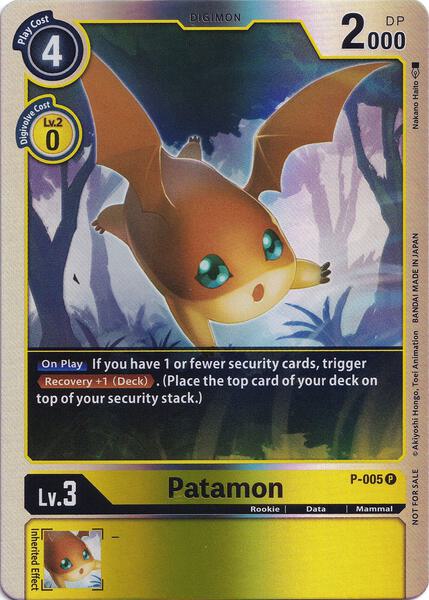 Play Cost
4
DIGIMON
2000
DP
Digivolve Cost
Lv.2
0
Nakano Haito
©Akiyoshi Hongo, Toei Animation BANDAI MADE IN JAPAN
NOT FOR SALE
On Play If you have 1 or fewer security cards, trigger
Recovery +1 (Deck). (Place the top card of your deck on
top of your security stack.)
Lv.3
Patamon
P-005 P
Rookie | Data | Mammal
Inherited Effect
–